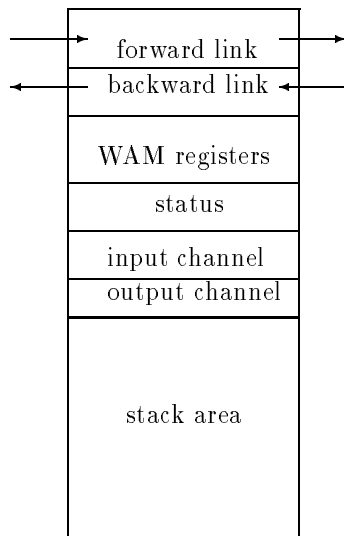 forward link
backward link
WAM registers
status
input channel
output channel
stack area